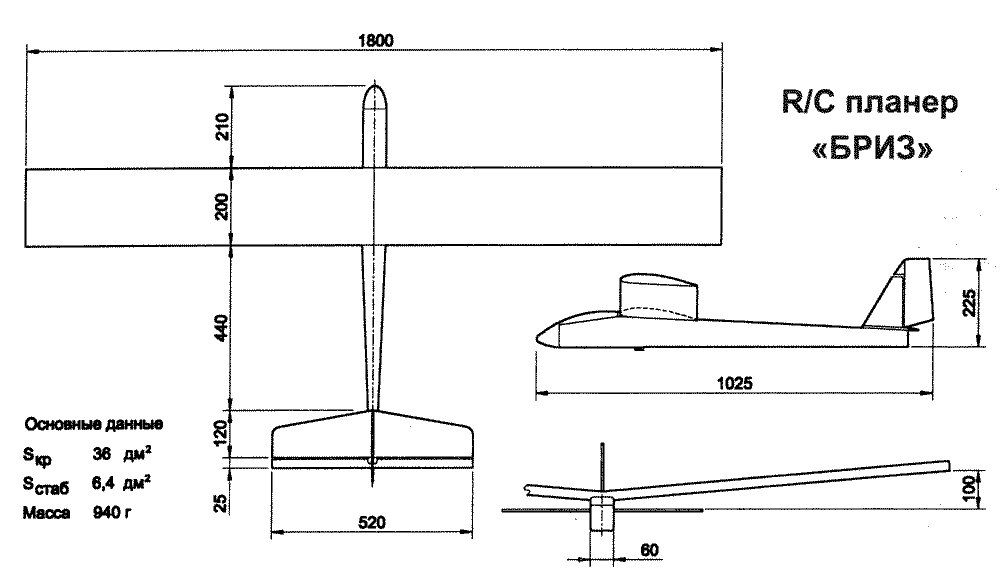 1800
R/C планер
«БРИЗ»
210
200
440
225
1025
120
25
520
100
60
Основные данные
Sкр 36 дм²
Sстаб 6,4 дм²
Масса 940 г